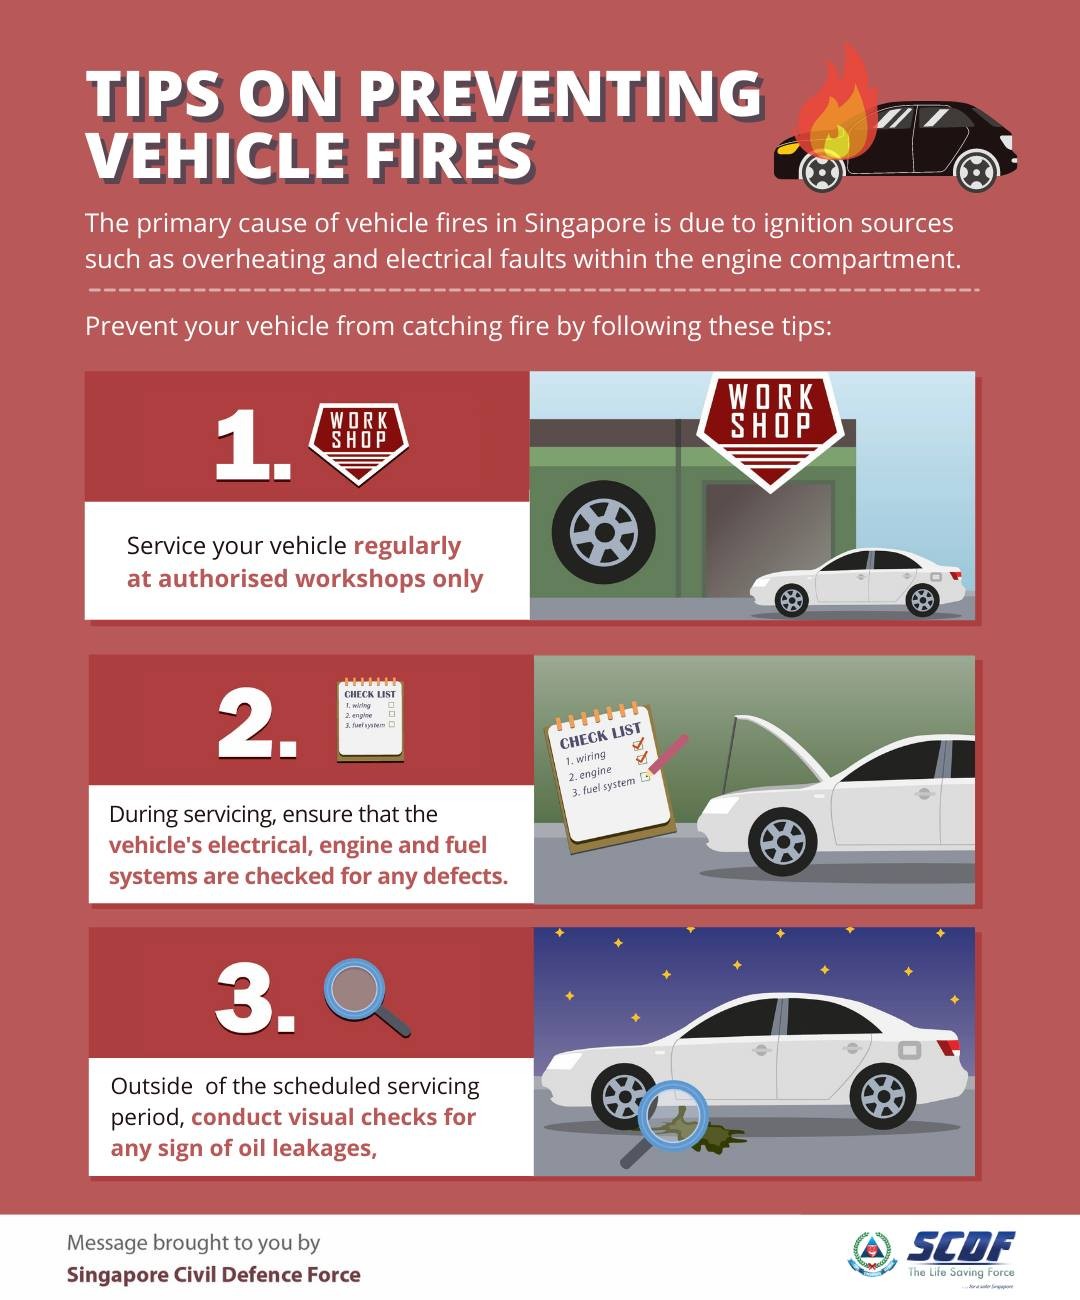 TIPS ON PREVENTING
VEHICLE FIRES
The primary cause of vehicle fires in Singapore is due to ignition sources
such as overheating and electrical faults within the engine compartment.
Prevent your vehicle from catching fire by following these tips:
1.
WORK
SHOP
Service your vehicle regularly
at authorised workshops only
WORK
SHOP
2.
CHECK LIST
1. wiring
2. engine
3. fuel system
During servicing, ensure that the
vehicle's electrical, engine and fuel
systems are checked for any defects.
CHECK LIST
1. wiring
2. engine
3. fuel system
3.
Outside of the scheduled servicing
period, conduct visual checks for
any sign of oil leakages,
Message brought to you by
Singapore Civil Defence Force
SCDF
The Life Saving Force
....for a safer Singapore